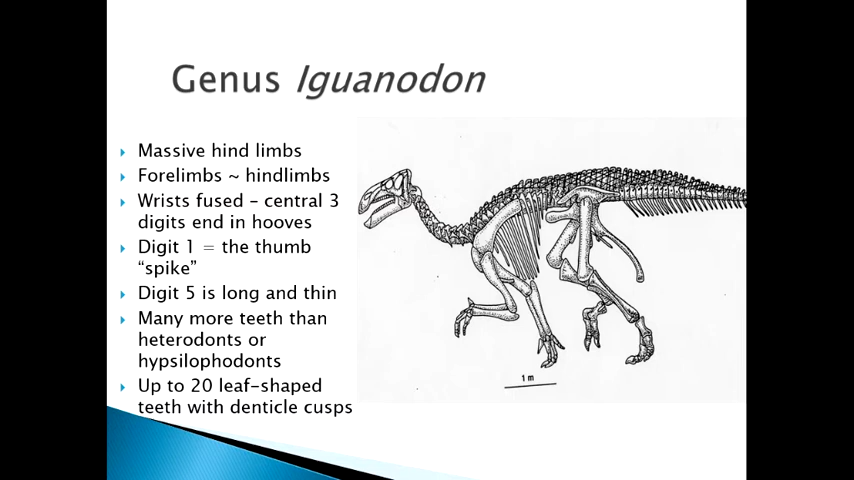 Genus Iguanodon
Massive hind limbs
Forelimbs ~ hindlimbs
Wrists fused – central 3
digits end in hooves
Digit 1 = the thumb
“spike”
Digit 5 is long and thin
Many more teeth than
heterodonts or
hypsilophodonts
Up to 20 leaf-shaped
teeth with denticle cusps
1 m